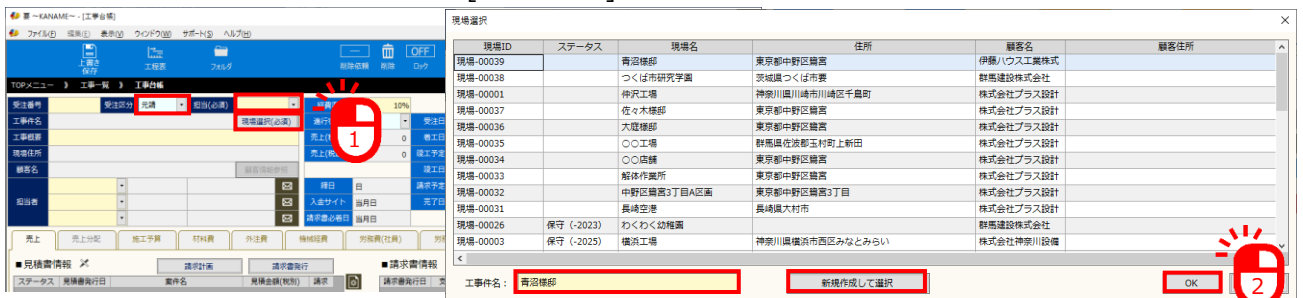 要 ～KANAME～ - [工事台帳]
ファイル(F) 編集(E) 表示(V) ウィンドウ(W) サポート(S) ヘルプ(H)
上書き保存 工程表 フォルダ 削除依頼 削除 OFF ロック
TOPメニュー 》 工事一覧 》 工事台帳
受注番号 受注区分 元請 担当(必須) 10%
工事件名 現場選択(必須) 受注日
工事概要 0 着工日
現場住所 0 竣工予定
顧客名 顧客情報参照 竣工日
締日 日 請求予定
担当者 入金サイト 当月日 完了日
請求書必着日 当月日
売上 売上分配 施工予算 材料費 外注費 機械経費 労務費(社員)
■見積書情報 請求計画 請求書発行 ■請求書情報
ステータス 見積書発行日 案件名 見積金額(税別) 請求 請求書発行日
1
現場選択
現場ID ステータス 現場名 住所 顧客名 顧客住所
現場-00039 青沼様邸 東京都中野区鷺宮 伊藤ハウス工業株式
現場-00038 つくば市研究学園 茨城県つくば市要 群馬建設株式会社
現場-00001 仲沢工場 神奈川県川崎市川崎区千鳥町 株式会社プラス設計
現場-00037 佐々木様邸 東京都中野区鷺宮 株式会社プラス設計
現場-00036 大庭様邸 東京都中野区鷺宮 株式会社プラス設計
現場-00035 〇〇工場 群馬県佐波郡玉村町上新田 株式会社プラス設計
現場-00034 〇〇店舗 東京都中野区鷺宮 株式会社プラス設計
現場-00033 解体作業所 東京都中野区鷺宮 株式会社プラス設計
現場-00032 中野区鷺宮3丁目A区画 東京都中野区鷺宮3丁目 株式会社プラス設計
現場-00031 長崎空港 長崎県大村市 株式会社プラス設計
現場-00026 保守（-2023） わくわく幼稚園 群馬建設株式会社
現場-00003 保守（-2025）横浜工場 神奈川県横浜市西区みなとみらい 株式会社神奈川設備
工事件名： 青沼様邸 新規作成して選択 OK
2